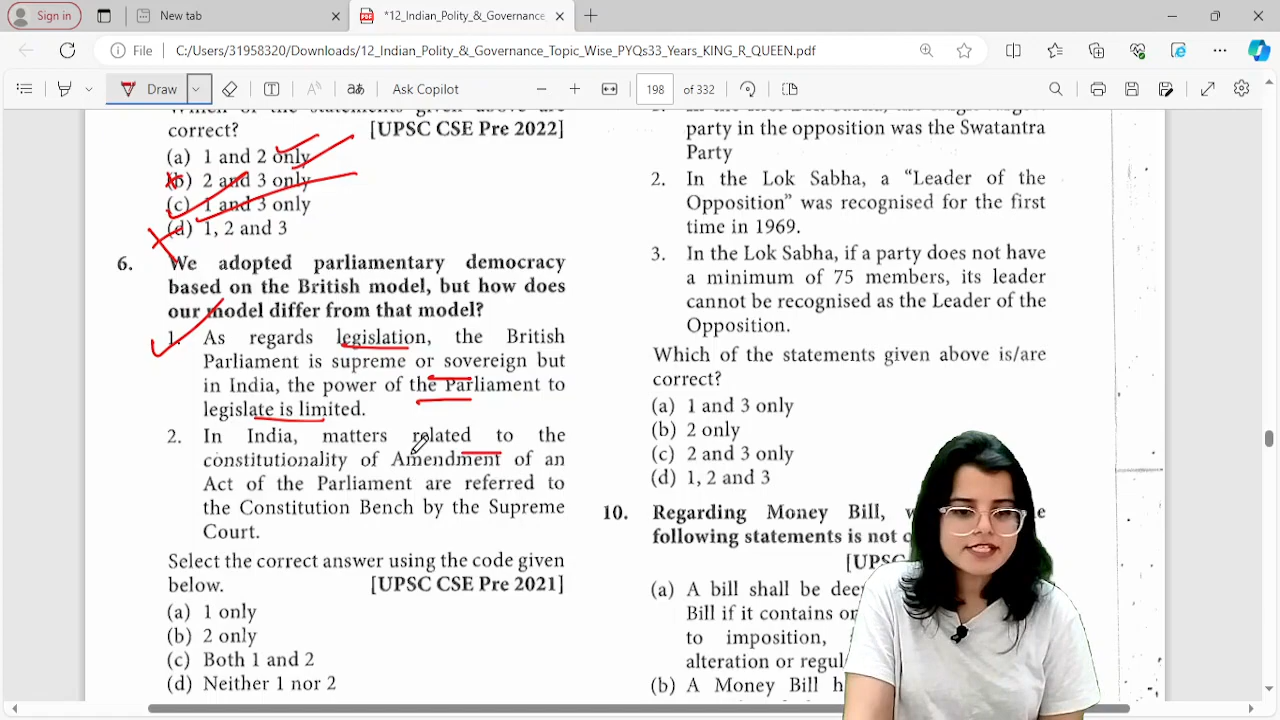 Sign in
New tab
*12_Indian_Polity_&_Governance
File
C:/Users/31958320/Downloads/12_Indian_Polity_&_Governance_Topic_Wise_PYQs33_Years_KING_R_QUEEN.pdf
Draw
Ask Copilot
198 of 332
Which of the statements given above are
correct? [UPSC CSE Pre 2022]
(a) 1 and 2 only
(b) 2 and 3 only
(c) 1 and 3 only
(d) 1, 2 and 3
6. We adopted parliamentary democracy
based on the British model, but how does
our model differ from that model?
1. As regards legislation, the British
Parliament is supreme or sovereign but
in India, the power of the Parliament to
legislate is limited.
2. In India, matters related to the
constitutionality of Amendment of an
Act of the Parliament are referred to
the Constitution Bench by the Supreme
Court.
Select the correct answer using the code given
below. [UPSC CSE Pre 2021]
(a) 1 only
(b) 2 only
(c) Both 1 and 2
(d) Neither 1 nor 2
party in the opposition was the Swatantra
Party
2. In the Lok Sabha, a “Leader of the
Opposition” was recognised for the first
time in 1969.
3. In the Lok Sabha, if a party does not have
a minimum of 75 members, its leader
cannot be recognised as the Leader of the
Opposition.
Which of the statements given above is/are
correct?
(a) 1 and 3 only
(b) 2 only
(c) 2 and 3 only
(d) 1, 2 and 3
10. Regarding Money Bill,
following statements is not
[UPSC
(a) A bill shall be
Bill if it contains
to imposition,
alteration or
(b) A Money Bill